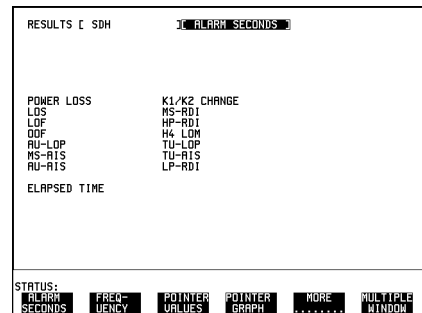 RESULTS [ SDH ][ ALARM SECONDS ]
POWER LOSS K1/K2 CHANGE
LOS MS-RDI
LOF HP-RDI
OOF H4 LOM
AU-LOP TU-LOP
MS-AIS TU-AIS
AU-AIS LP-RDI
ELAPSED TIME
STATUS:
ALARM SECONDS FREQ- UENCY POINTER VALUES POINTER GRAPH MORE ........ MULTIPLE WINDOW